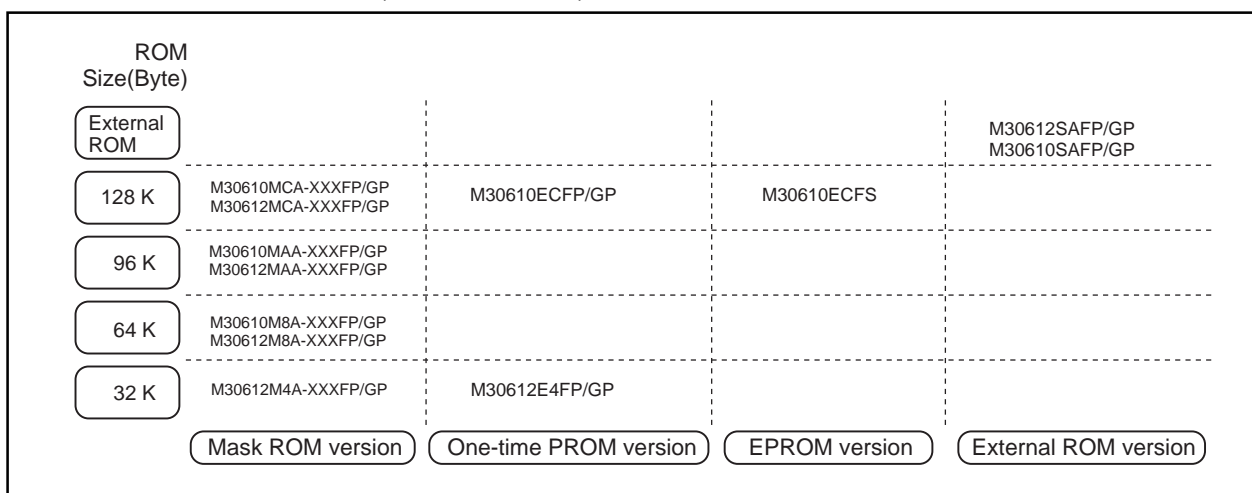 ROM
Size(Byte)
External
ROM
M30612SAFP/GP
M30610SAFP/GP
128 K
M30610MCA-XXXFP/GP
M30612MCA-XXXFP/GP
M30610ECFP/GP
M30610ECFS
96 K
M30610MAA-XXXFP/GP
M30612MAA-XXXFP/GP
64 K
M30610M8A-XXXFP/GP
M30612M8A-XXXFP/GP
32 K
M30612M4A-XXXFP/GP
M30612E4FP/GP
Mask ROM version
One-time PROM version
EPROM version
External ROM version